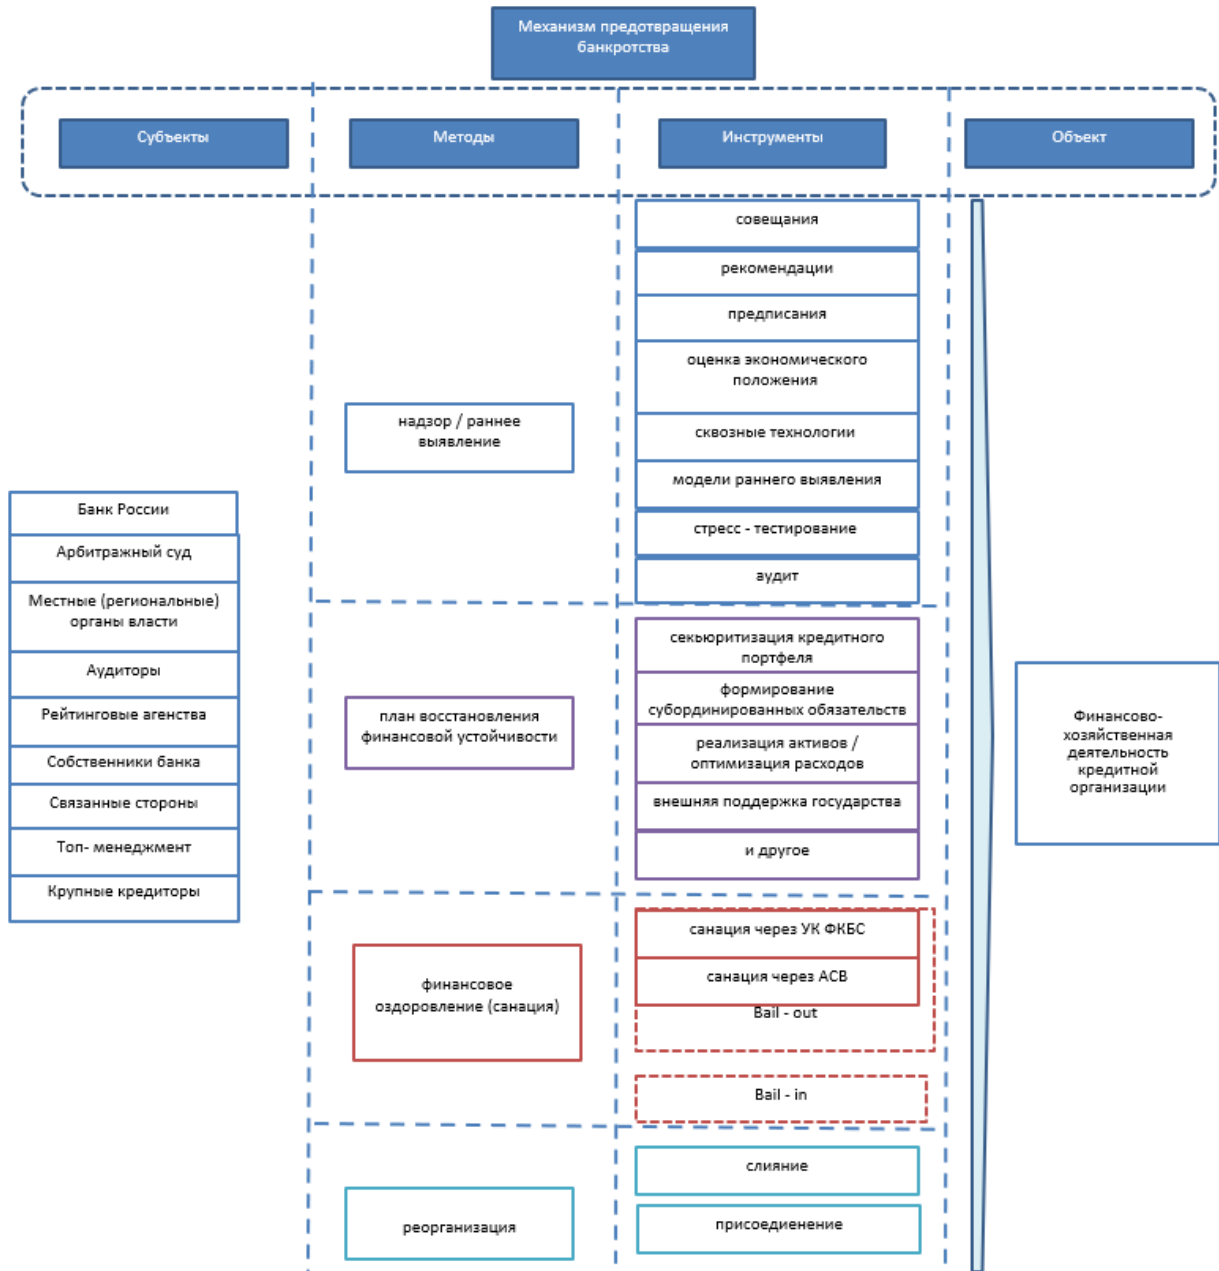 Механизм предотвращения
банкротства
Субъекты
Методы
Инструменты
Объект
Банк России
Арбитражный суд
Местные (региональные)
органы власти
Аудиторы
Рейтинговые агенства
Собственники банка
Связанные стороны
Топ- менеджмент
Крупные кредиторы
надзор / раннее
выявление
совещания
рекомендации
предписания
оценка экономического
положения
сквозные технологии
модели раннего выявления
стресс - тестирование
аудит
план восстановления
финансовой устойчивости
секьюритизация кредитного
портфеля
формирование
субординированных обязательств
реализация активов /
оптимизация расходов
внешняя поддержка государства
и другое
финансовое
оздоровление (санация)
санация через УК ФКБС
санация через АСВ
Bail - out
Bail - in
реорганизация
слияние
присоедиенение
Финансово-
хозяйственная
деятельность
кредитной
организации